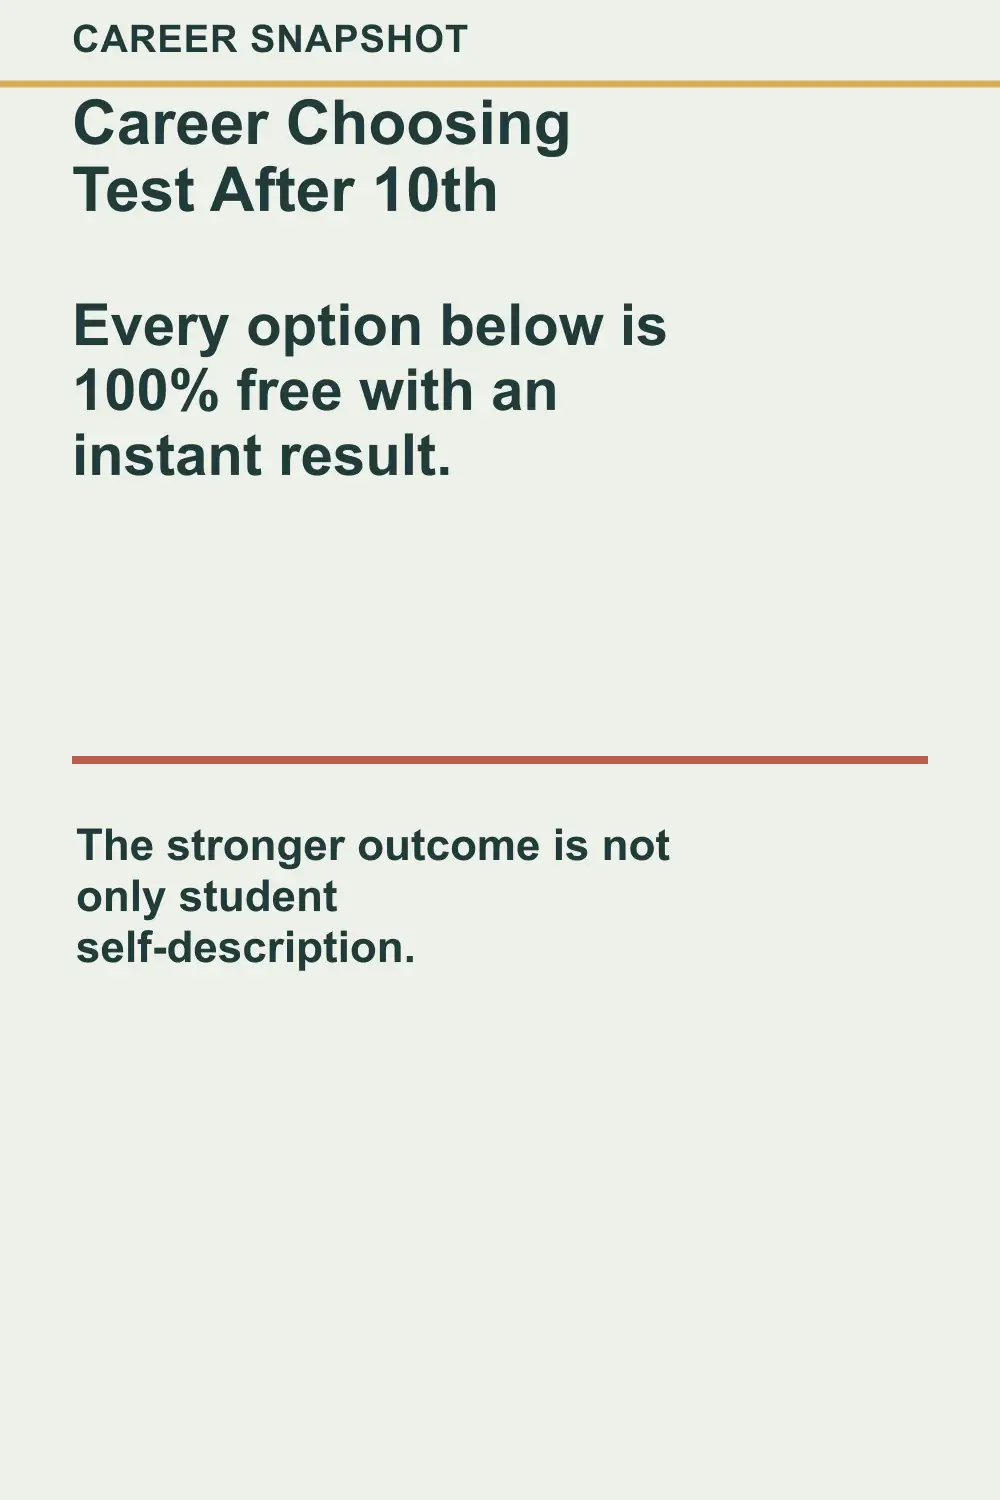 CAREER SNAPSHOT
Career Choosing
Test After 10th
Every option below is
100% free with an
instant result.
The stronger outcome is not
only student
self-description.